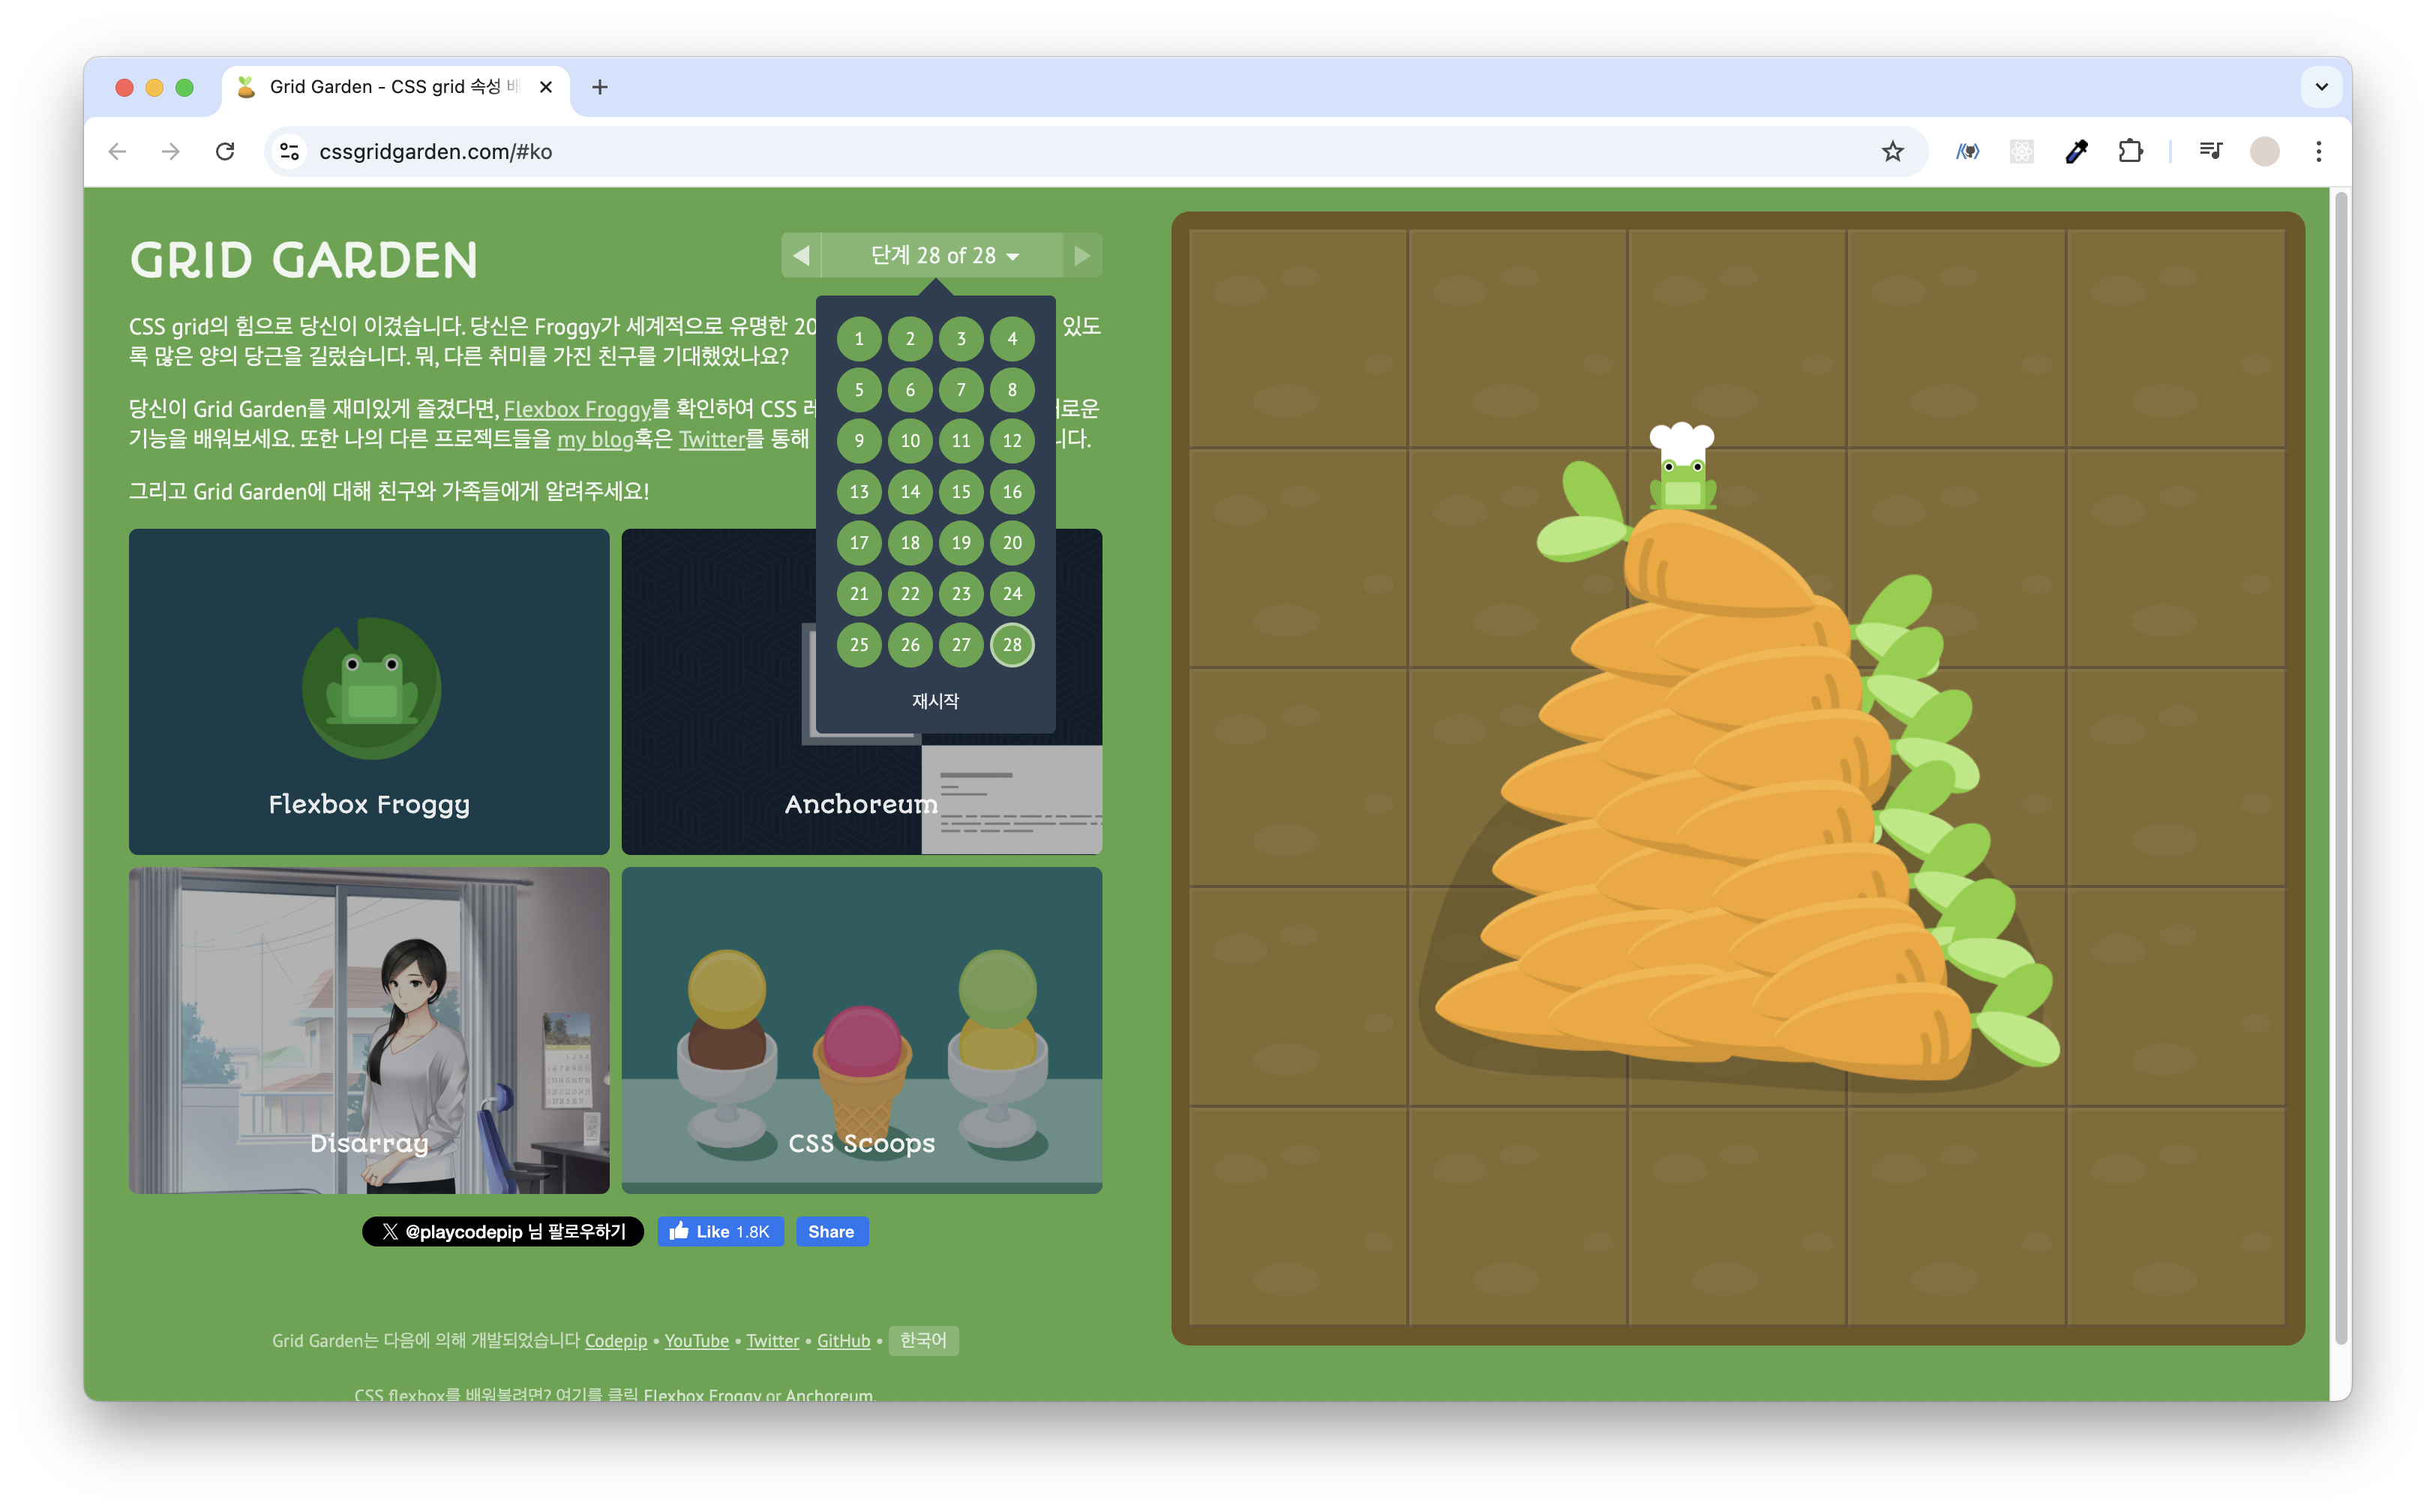 Grid Garden - CSS grid 속성
cssgridgarden.com/#ko
GRID GARDEN
단계 28 of 28
CSS grid의 힘으로 당신이 이겼습니다. 당신은 Froggy가 세계적으로 유명한 20 있도
록 많은 양의 당근을 길렀습니다. 뭐, 다른 취미를 가진 친구를 기대했었나요?
당신이 Grid Garden를 재미있게 즐겼다면, Flexbox Froggy를 확인하여 CSS 로운
기능을 배워보세요. 또한 나의 다른 프로젝트들을 my blog혹은 Twitter를 통해 니다.
그리고 Grid Garden에 대해 친구와 가족들에게 알려주세요!
1 2 3 4
5 6 7 8
9 10 11 12
13 14 15 16
17 18 19 20
21 22 23 24
25 26 27 28
재시작
Flexbox Froggy
Anchoreum
Disarray
CSS Scoops
X @playcodepip 님 팔로우하기
Like 1.8K
Share
Grid Garden는 다음에 의해 개발되었습니다 Codepip • YouTube • Twitter • GitHub • 한국어
CSS flexbox를 배워볼려면? 여기를 클릭 Flexbox Froggy or Anchoreum.